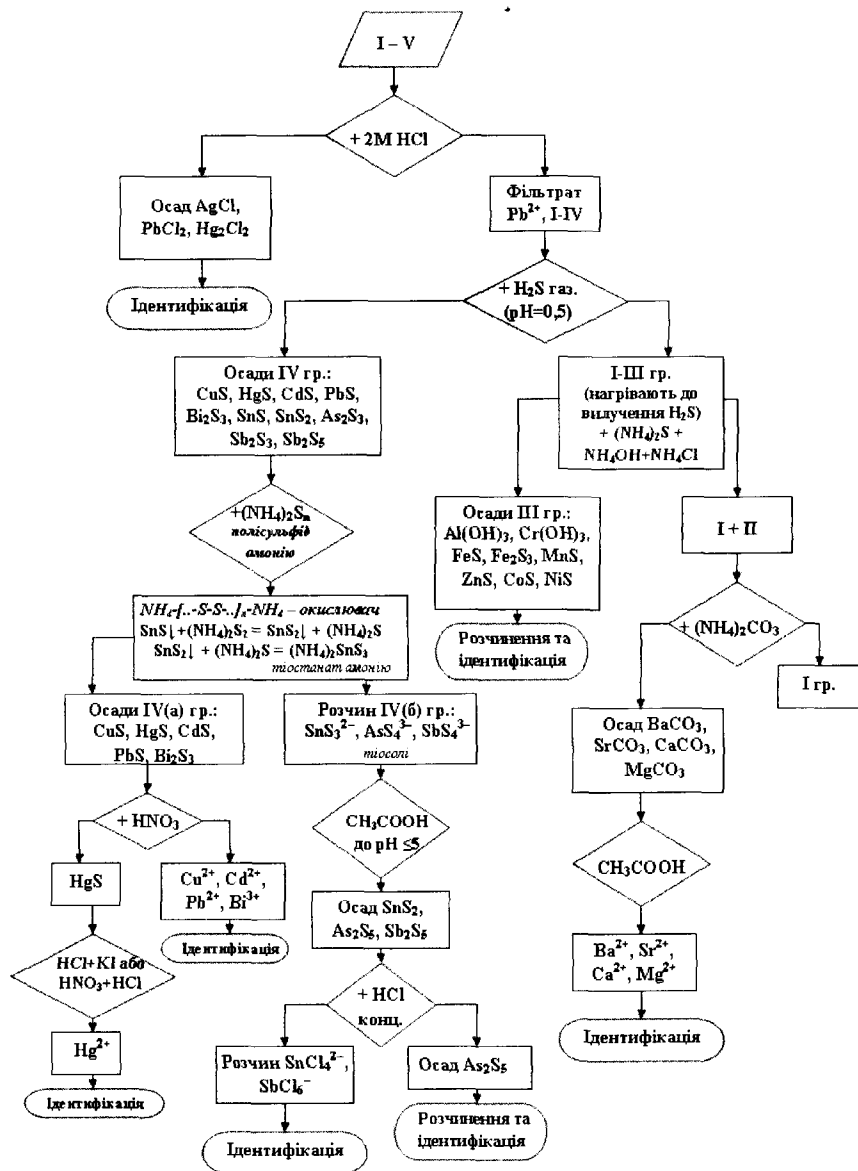 I – V
+ 2M HCl
Осад AgCl,
PbCl₂, Hg₂Cl₂
Ідентифікація
Фільтрат
Pb²⁺, I-IV
+ H₂S газ.
(pH=0,5)
Осади IV гр.:
CuS, HgS, CdS, PbS,
Bi₂S₃, SnS, SnS₂, As₂S₃,
Sb₂S₃, Sb₂S₅
I-III гр.
(нагрівають до
вилучення H₂S)
+ (NH₄)₂S +
NH₄OH+NH₄Cl
+(NH₄)₂Sₙ
полісульфід
амонію
Осади III гр.:
Al(OH)₃, Cr(OH)₃,
FeS, Fe₂S₃, MnS,
ZnS, CoS, NiS
I + II
NH₄-[..-S-S-..]ₙ-NH₄ – окислювач
SnS↓+(NH₄)₂S₂ = SnS₂↓ + (NH₄)₂S
SnS₂↓ + (NH₄)₂S = (NH₄)₂SnS₃
тіостанат амонію
Розчинення та
ідентифікація
+ (NH₄)₂CO₃
I гр.
Осади IV(а) гр.:
CuS, HgS, CdS,
PbS, Bi₂S₃
Розчин IV(б) гр.:
SnS₃²⁻, AsS₄³⁻, SbS₄³⁻
тіосолі
Осад BaCO₃,
SrCO₃, CaCO₃,
MgCO₃
+ HNO₃
CH₃COOH
до pH ≤5
CH₃COOH
HgS
Cu²⁺, Cd²⁺,
Pb²⁺, Bi³⁺
Ідентифікація
Осад SnS₂,
As₂S₅, Sb₂S₅
Ba²⁺, Sr²⁺,
Ca²⁺, Mg²⁺
Ідентифікація
HCl+KI або
HNO₃+HCl
+ HCl
конц.
Hg²⁺
Ідентифікація
Розчин SnCl₄²⁻,
SbCl₆⁻
Ідентифікація
Осад As₂S₅
Розчинення та
ідентифікація